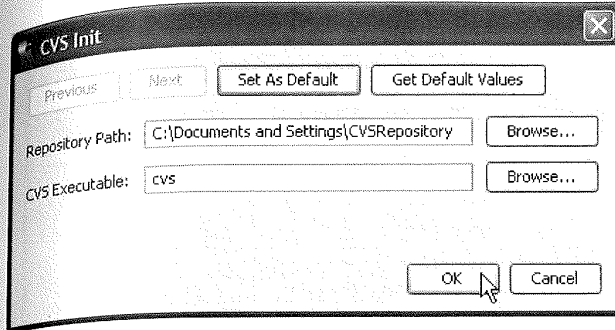 CVS Init
Previous Next Set As Default Get Default Values
Repository Path: C:\Documents and Settings\CVSRepository Browse...
CVS Executable: cvs Browse...
OK Cancel